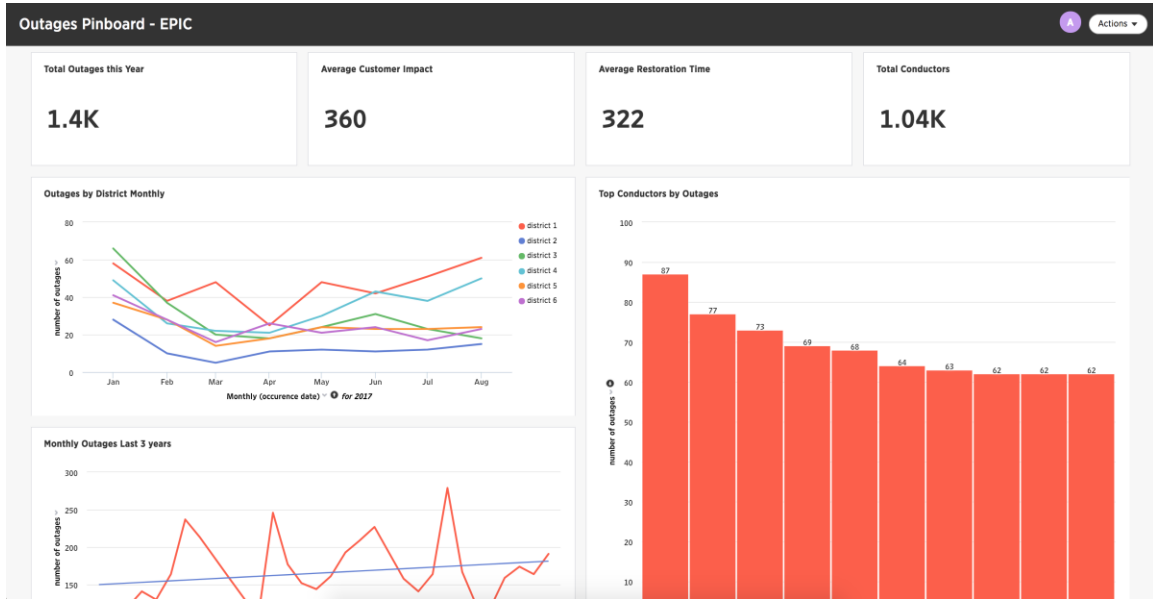 Outages Pinboard - EPIC
A
Actions
Total Outages this Year
1.4K
Average Customer Impact
360
Average Restoration Time
322
Total Conductors
1.04K
Outages by District Monthly
80
60
40
20
0
number of outages
Jan Feb Mar Apr May Jun Jul Aug
Monthly (occurence date) for 2017
district 1
district 2
district 3
district 4
district 5
district 6
Monthly Outages Last 3 years
300
250
200
150
number of outages
Top Conductors by Outages
100
90
80
70
60
50
40
30
20
10
number of outages
87 77 73 69 68 64 63 62 62 62